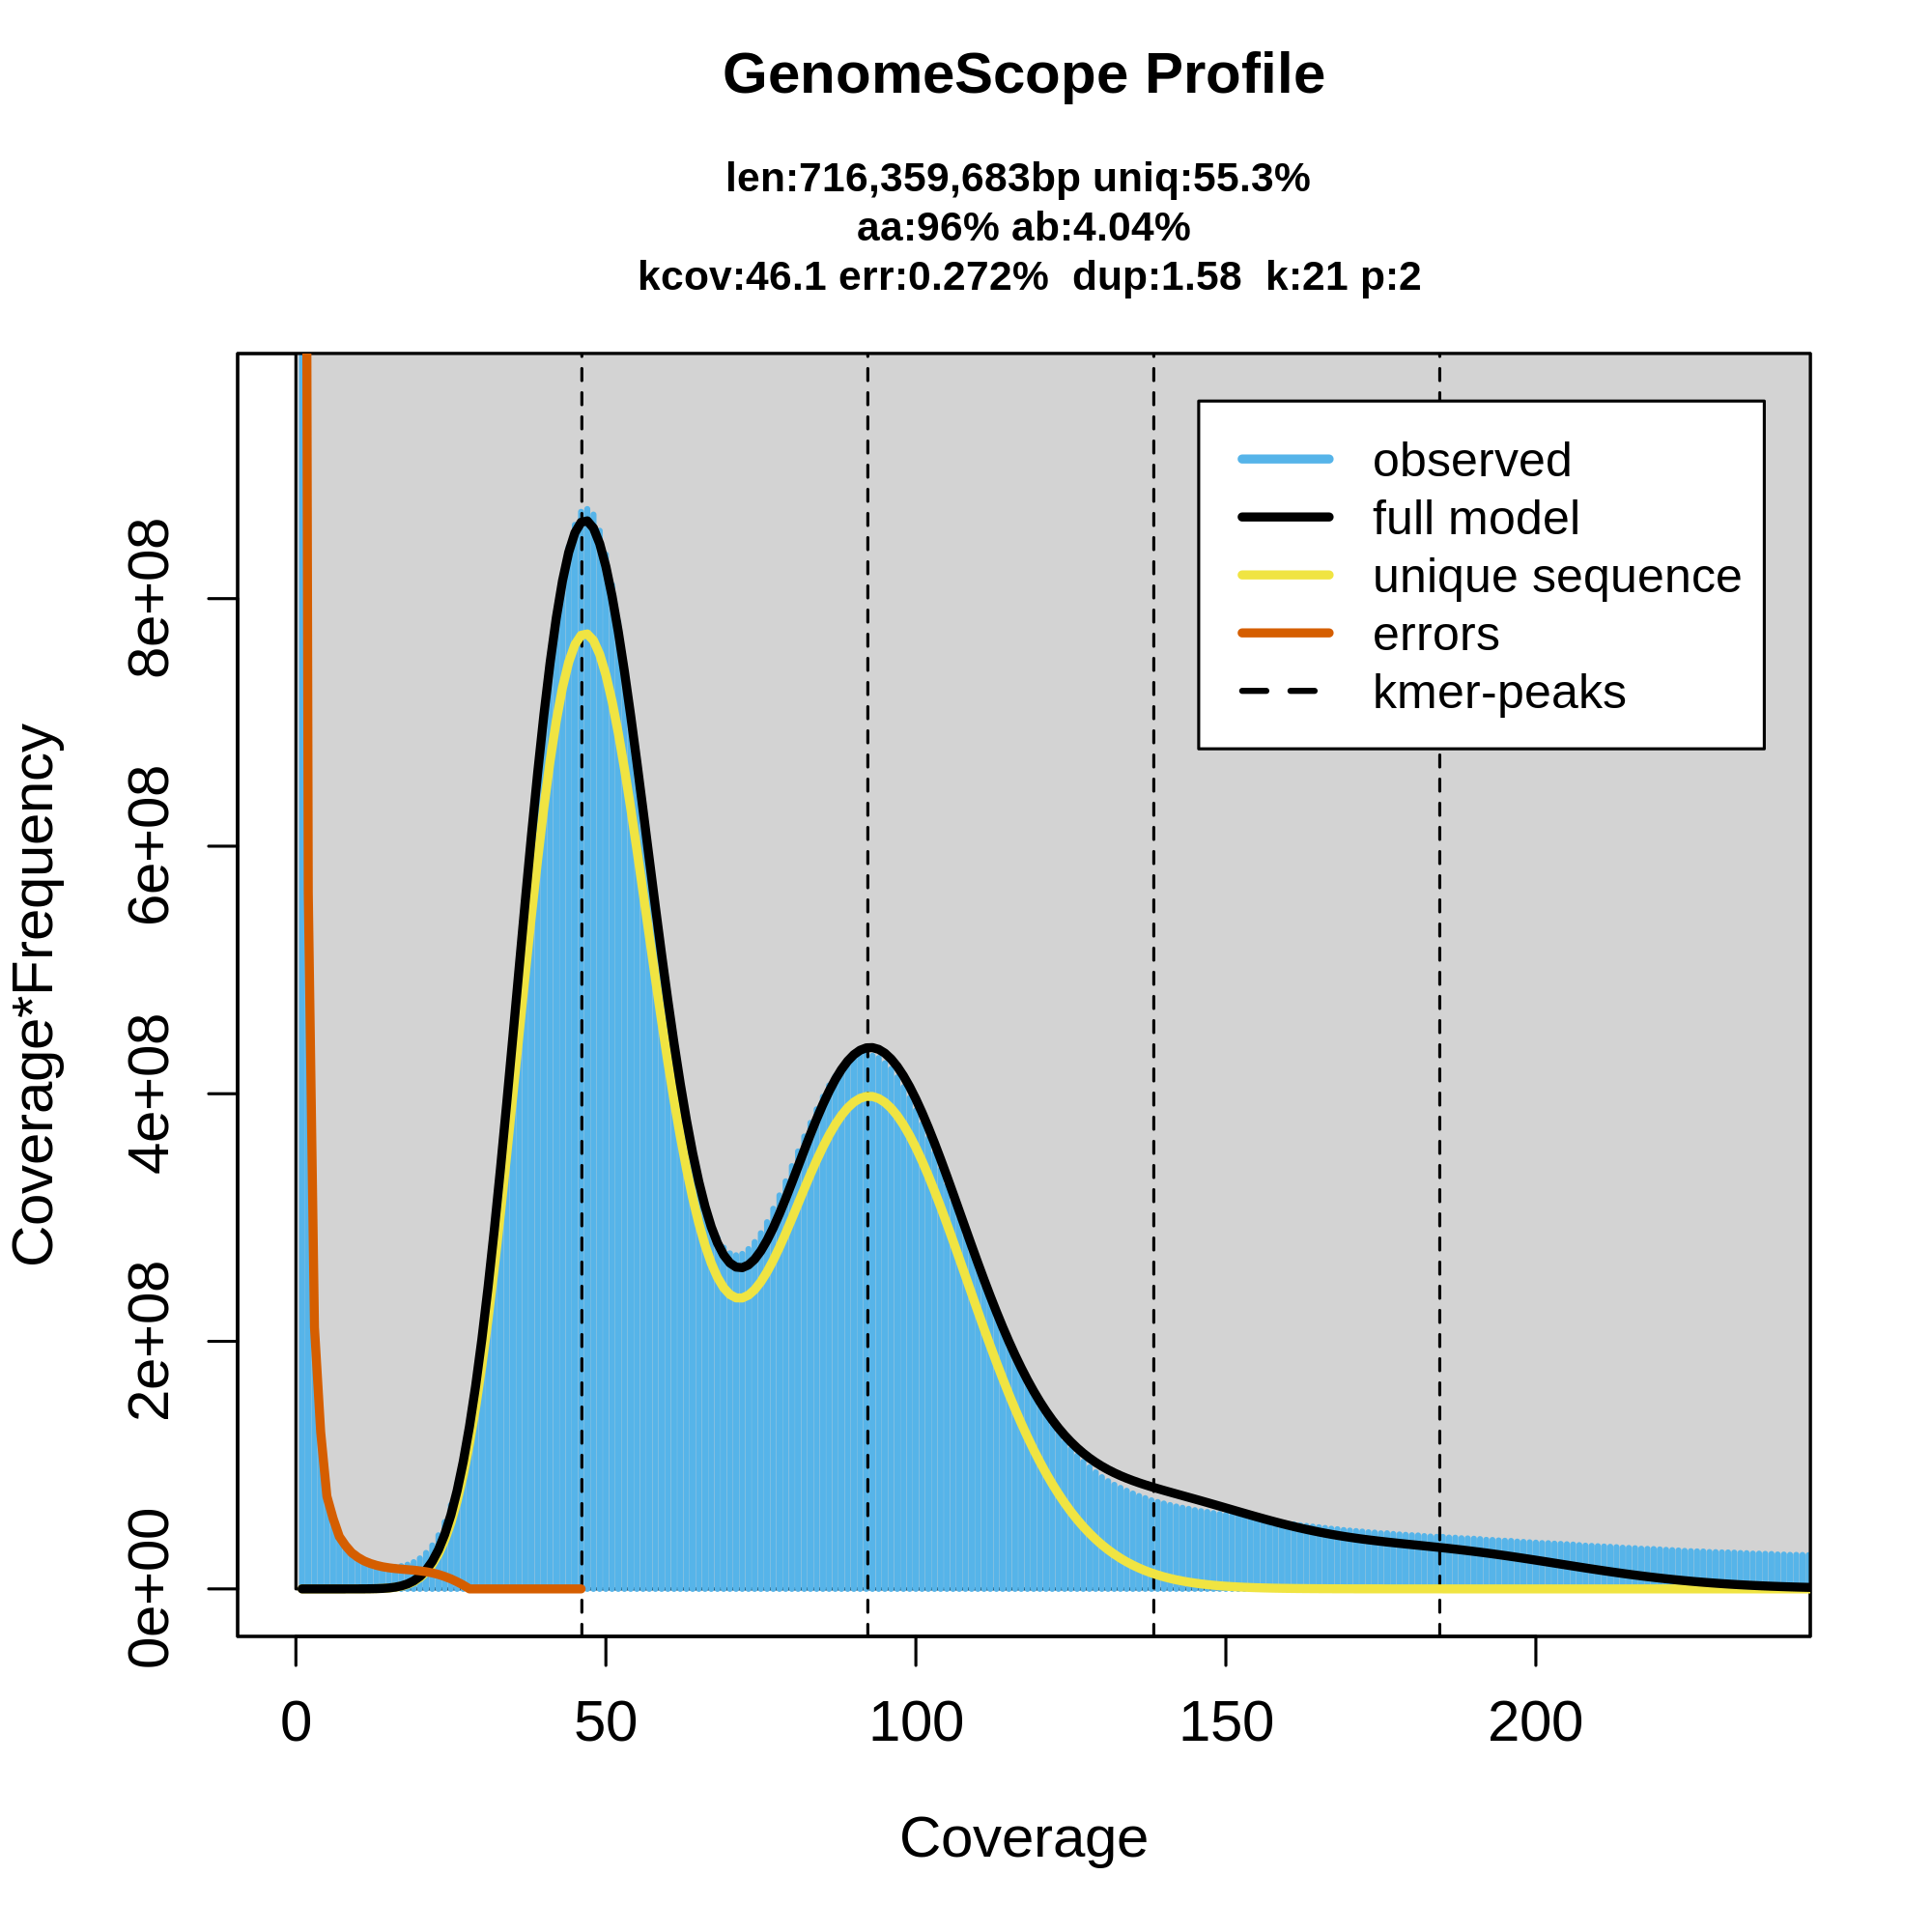 GenomeScope Profile
len:716,359,683bp uniq:55.3%
aa:96% ab:4.04%
kcov:46.1 err:0.272%  dup:1.58  k:21 p:2
observed
full model
unique sequence
errors
kmer-peaks
Coverage*Frequency
8e+08
6e+08
4e+08
2e+08
0e+00
0 50 100 150 200
Coverage